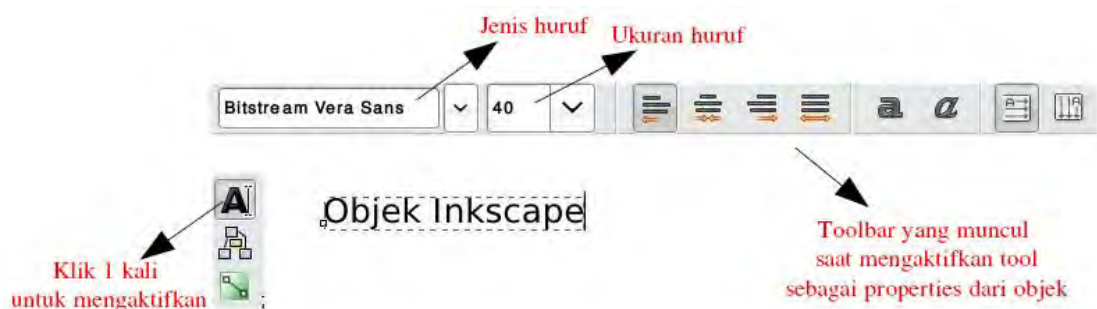 Jenis huruf
Ukuran huruf
Bitstream Vera Sans
40
Objek Inkscape
Klik 1 kali
untuk mengaktifkan
Toolbar yang muncul
saat mengaktifkan tool
sebagai properties dari objek